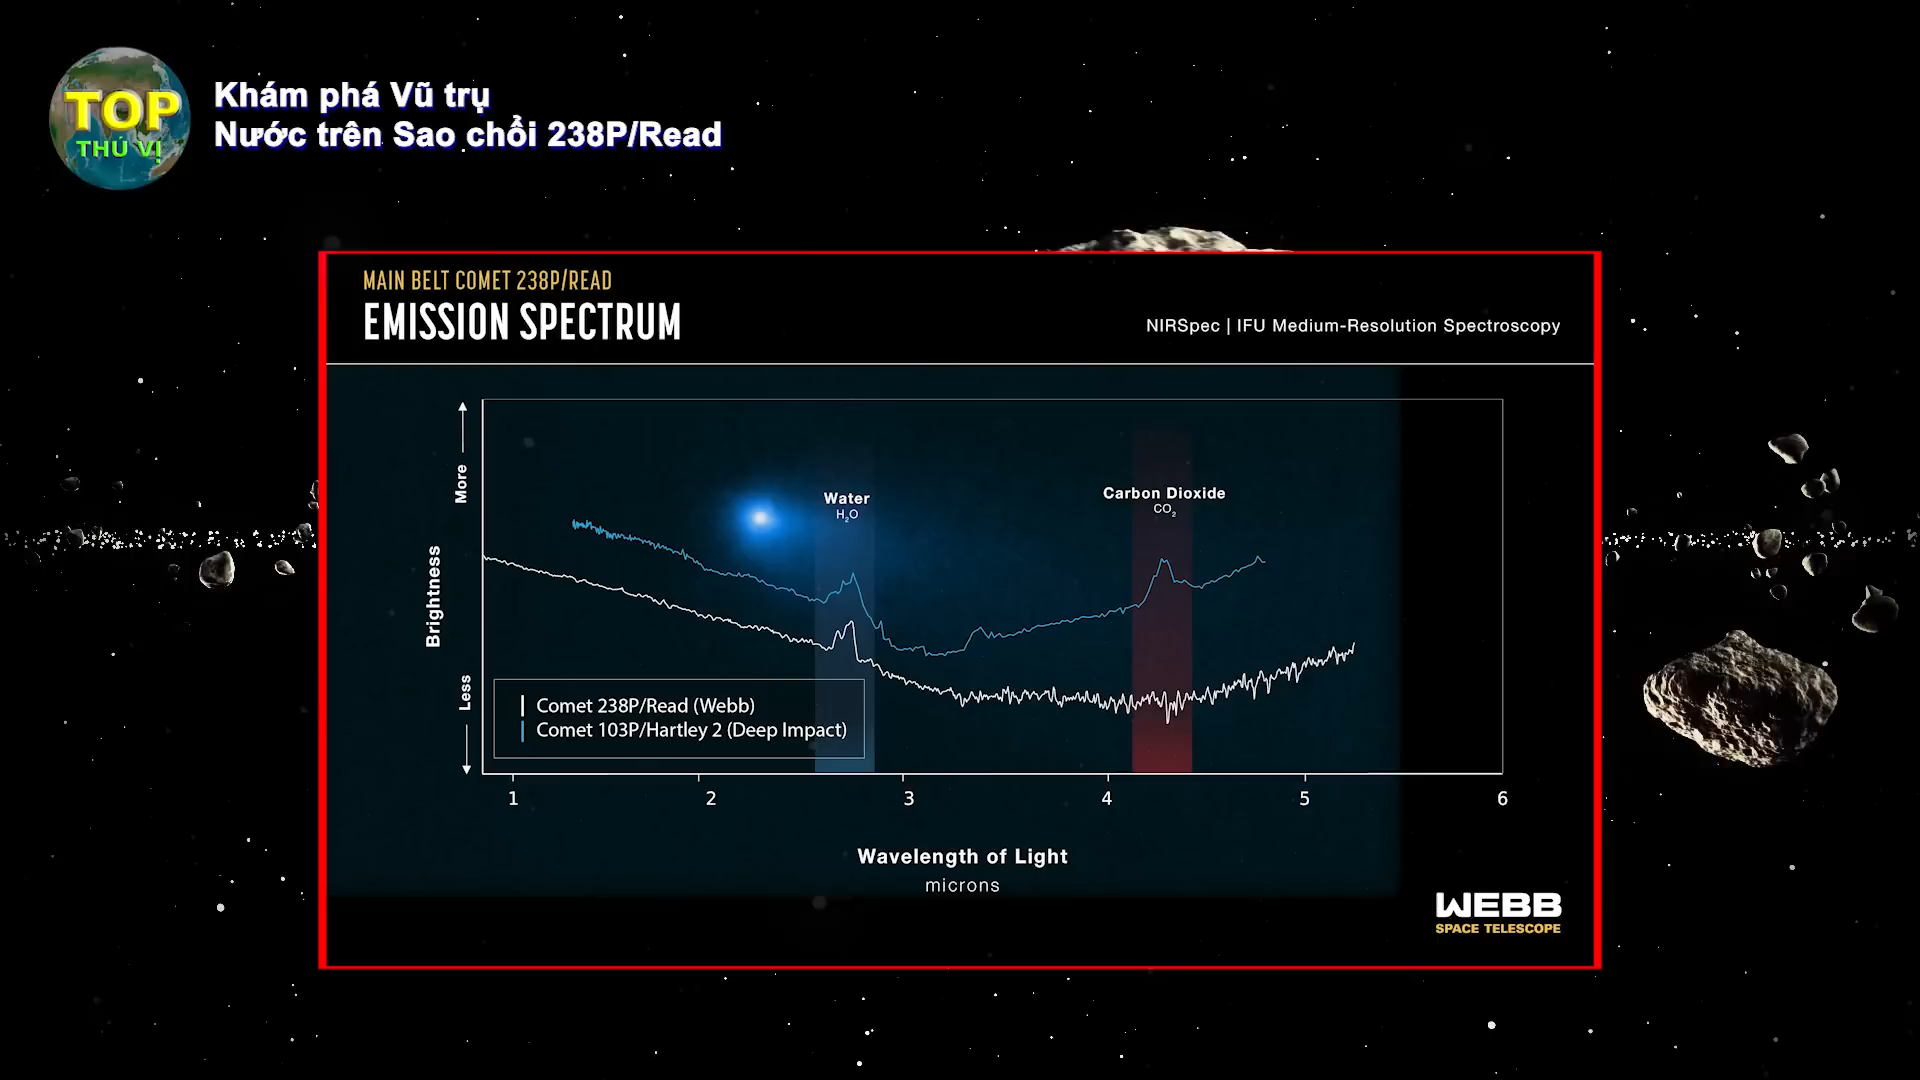 TOP
THÚ VỊ
Khám phá Vũ trụ
Nước trên Sao chổi 238P/Read
MAIN BELT COMET 238P/READ
EMISSION SPECTRUM
NIRSpec | IFU Medium-Resolution Spectroscopy
More
Brightness
Less
Water
H₂O
Carbon Dioxide
CO₂
Comet 238P/Read (Webb)
Comet 103P/Hartley 2 (Deep Impact)
1 2 3 4 5 6
Wavelength of Light
microns
WEBB
SPACE TELESCOPE